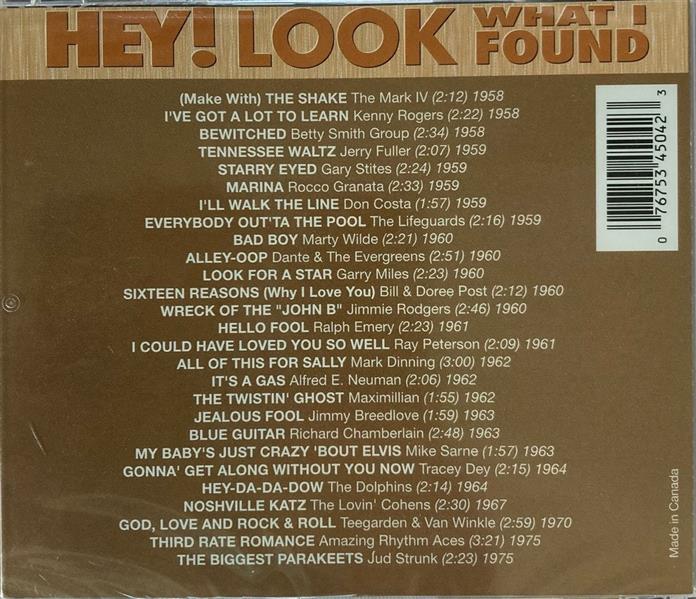 HEY! LOOK WHAT I FOUND
(Make With) THE SHAKE The Mark IV (2:12) 1958
I'VE GOT A LOT TO LEARN Kenny Rogers (2:22) 1958
BEWITCHED Betty Smith Group (2:34) 1958
TENNESSEE WALTZ Jerry Fuller (2:07) 1959
STARRY EYED Gary Stites (2:24) 1959
MARINA Rocco Granata (2:33) 1959
I'LL WALK THE LINE Don Costa (1:57) 1959
EVERYBODY OUT'TA THE POOL The Lifeguards (2:16) 1959
BAD BOY Marty Wilde (2:21) 1960
ALLEY-OOP Dante & The Evergreens (2:51) 1960
LOOK FOR A STAR Garry Miles (2:23) 1960
SIXTEEN REASONS (Why I Love You) Bill & Doree Post (2:12) 1960
WRECK OF THE "JOHN B" Jimmie Rodgers (2:46) 1960
HELLO FOOL Ralph Emery (2:23) 1961
I COULD HAVE LOVED YOU SO WELL Ray Peterson (2:09) 1961
ALL OF THIS FOR SALLY Mark Dinning (3:00) 1962
IT'S A GAS Alfred E. Neuman (2:06) 1962
THE TWISTIN' GHOST Maximillian (1:55) 1962
JEALOUS FOOL Jimmy Breedlove (1:59) 1963
BLUE GUITAR Richard Chamberlain (2:48) 1963
MY BABY'S JUST CRAZY 'BOUT ELVIS Mike Sarne (1:57) 1963
GONNA' GET ALONG WITHOUT YOU NOW Tracey Dey (2:15) 1964
HEY-DA-DA-DOW The Dolphins (2:14) 1964
NOSHVILLE KATZ The Lovin' Cohens (2:30) 1967
GOD, LOVE AND ROCK & ROLL Teegarden & Van Winkle (2:59) 1970
THIRD RATE ROMANCE Amazing Rhythm Aces (3:21) 1975
THE BIGGEST PARAKEETS Jud Strunk (2:23) 1975
0 76753 45042 3
Made in Canada